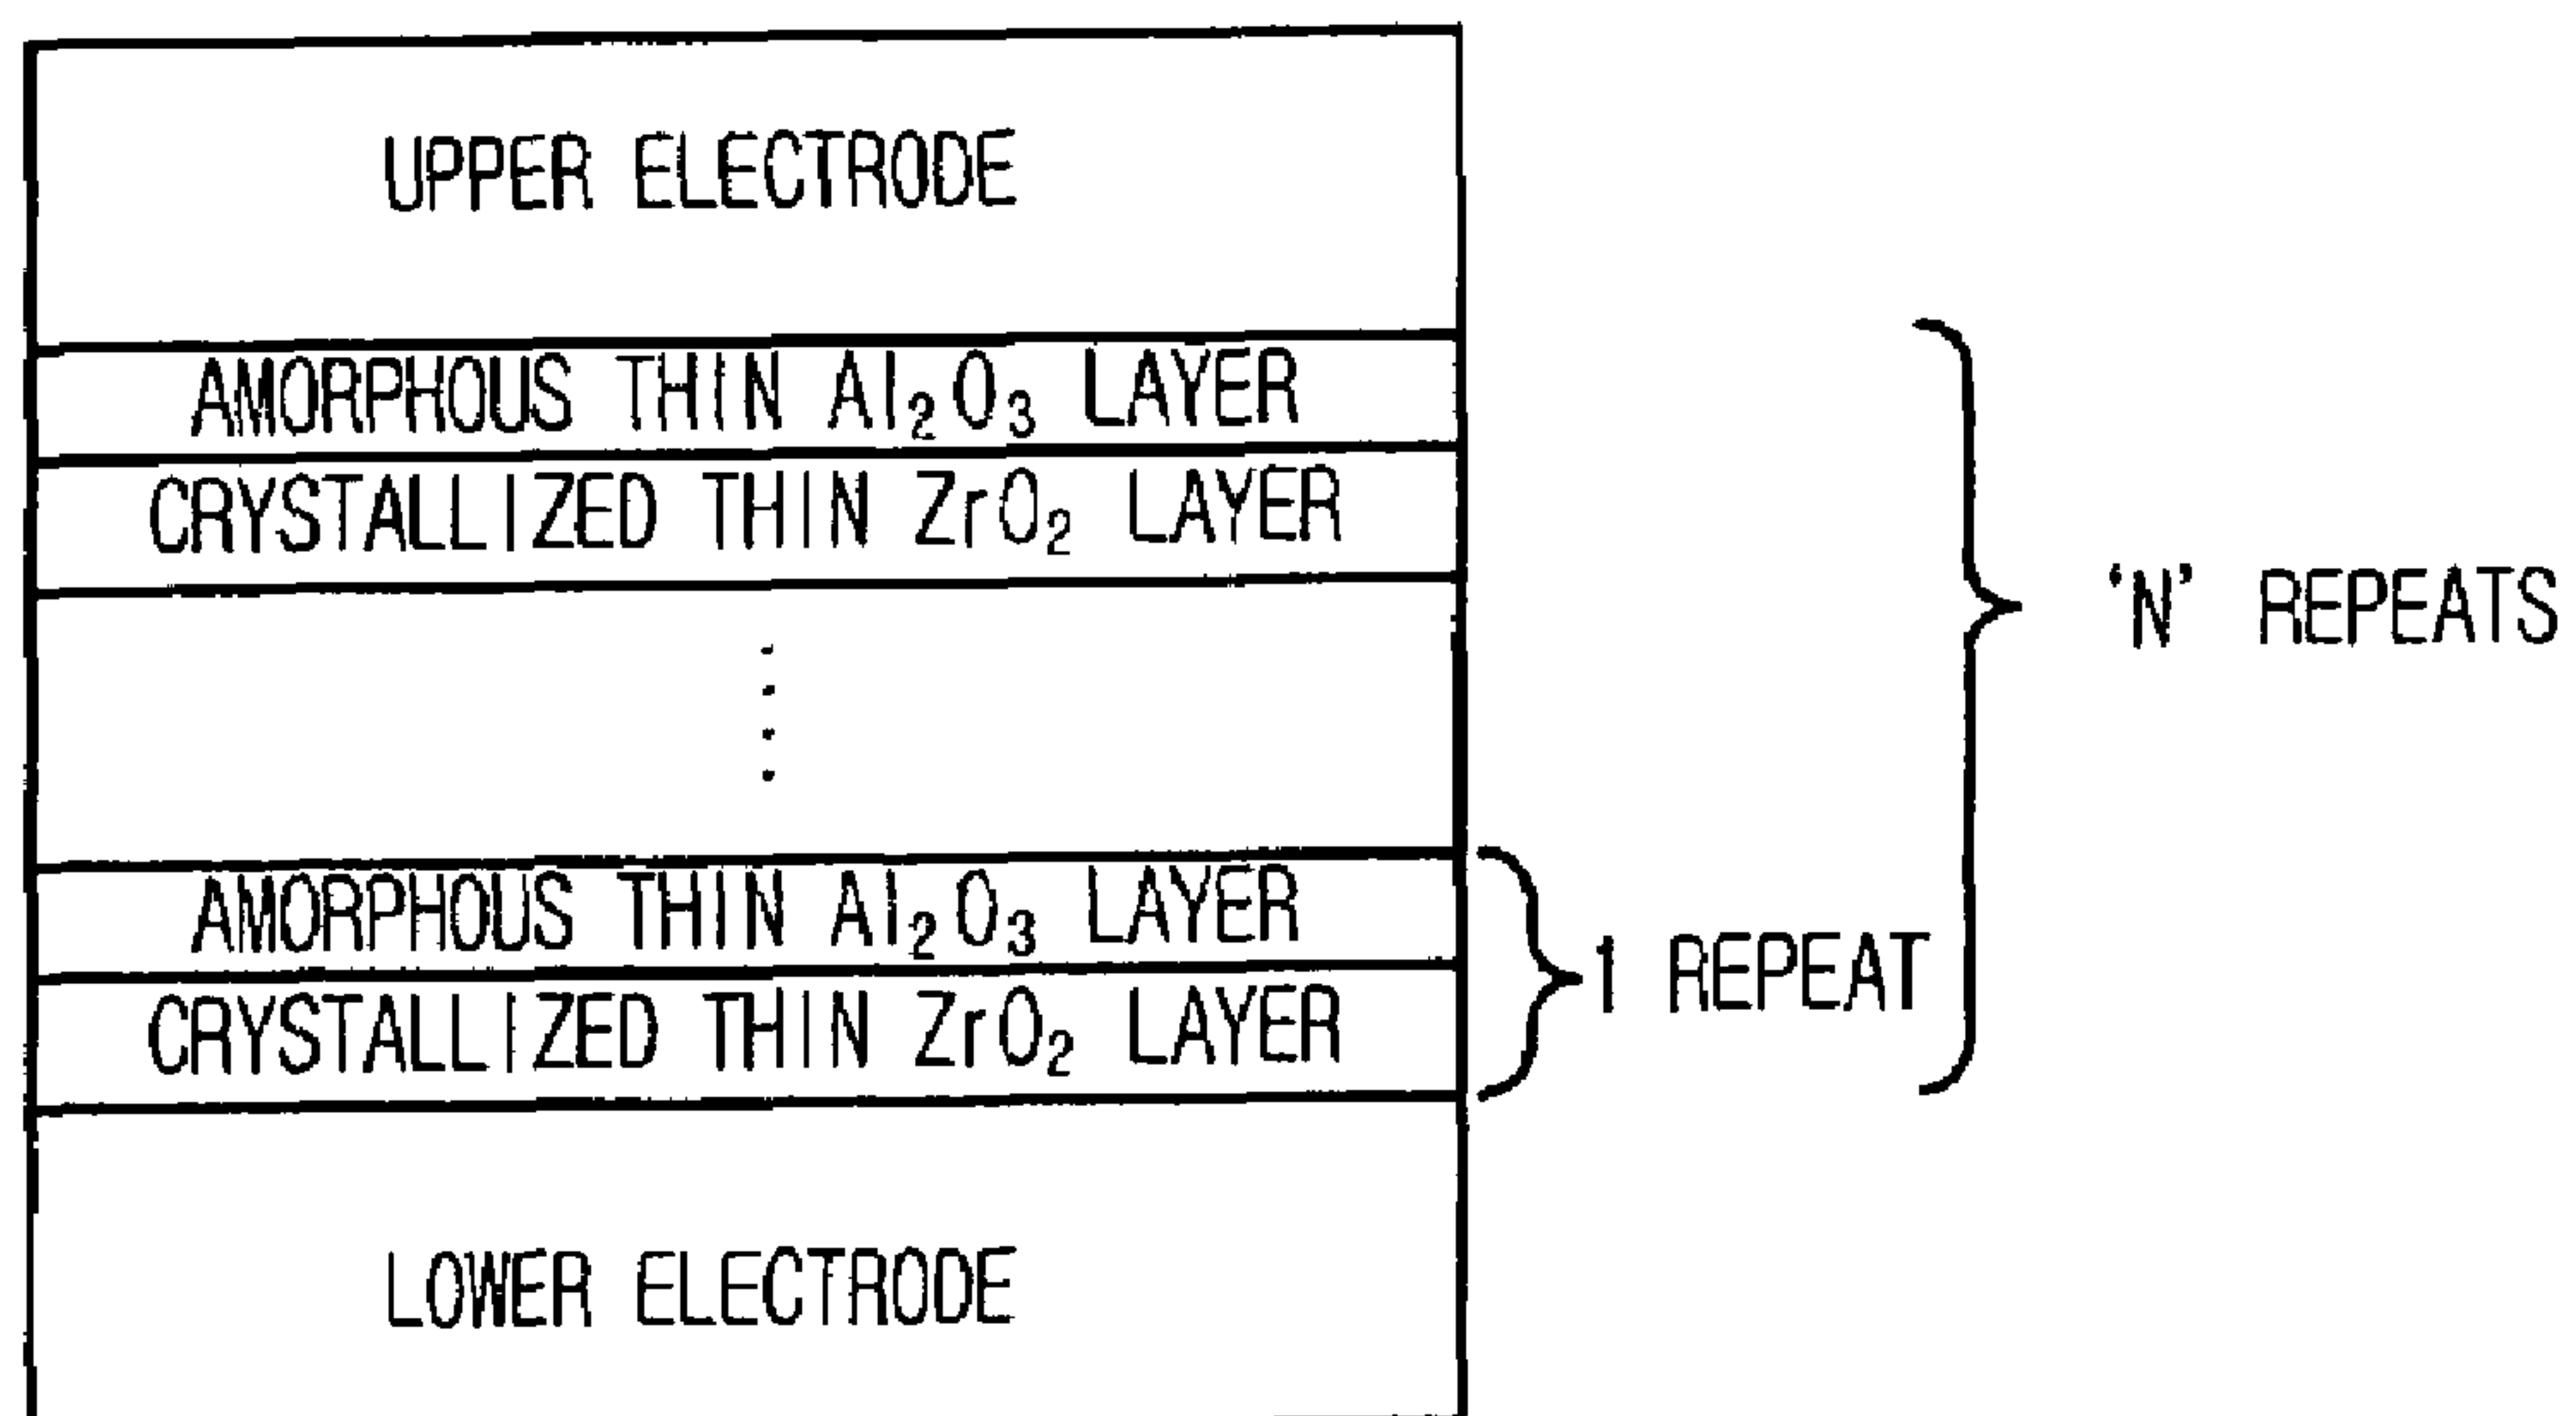 UPPER ELECTRODE
AMORPHOUS THIN Al₂O₃ LAYER
CRYSTALLIZED THIN ZrO₂ LAYER
‘N’ REPEATS
AMORPHOUS THIN Al₂O₃ LAYER
1 REPEAT
CRYSTALLIZED THIN ZrO₂ LAYER
LOWER ELECTRODE